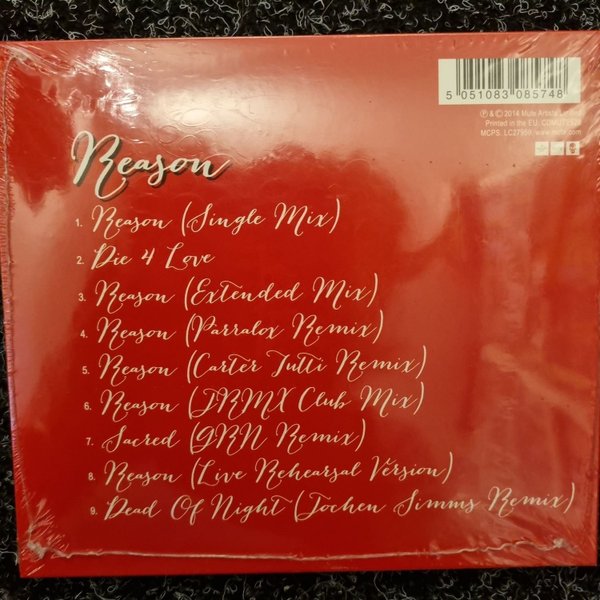 5 051083 085748
℗ & © 2014 Mute Artists Limited
Printed in the EU.
MCPS. LC27959. www.mute.com
Reason
1. Reason (Single Mix)
2. Die 4 Love
3. Reason (Extended Mix)
4. Reason (Parralox Remix)
5. Reason (Carter Tutti Remix)
6. Reason (JRMX Club Mix)
7. Sacred (GRN Remix)
8. Reason (Live Rehearsal Version)
9. Dead Of Night (Jochen Simms Remix)